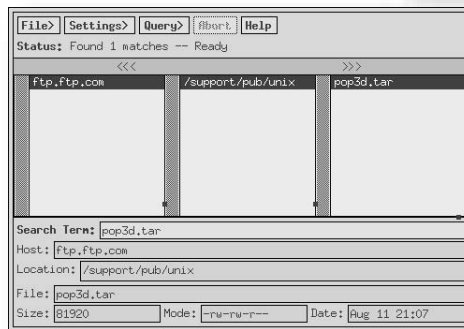 File> Settings> Query> Abort Help
Status: Found 1 matches -- Ready
<<< >>>
ftp.ftp.com /support/pub/unix pop3d.tar
Search Term: pop3d.tar
Host: ftp.ftp.com
Location: /support/pub/unix
File: pop3d.tar
Size: 81920 Mode: -rw-rw-r-- Date: Aug 11 21:07